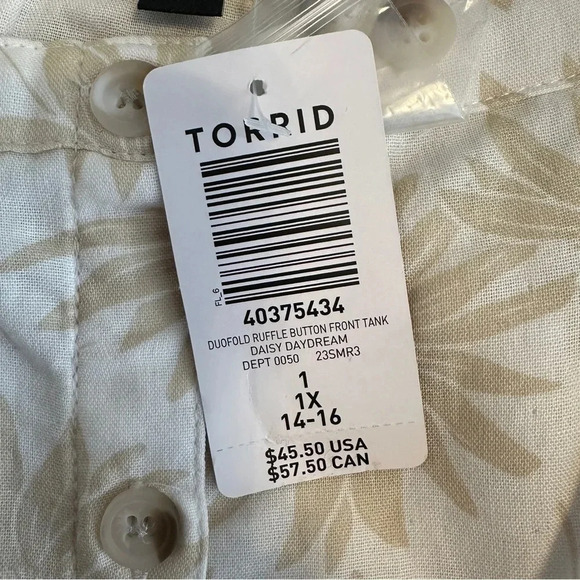 TORRID
FL_6
40375434
DUOFOLD RUFFLE BUTTON FRONT TANK
DAISY DAYDREAM
DEPT 0050 23SMR3
1
1X
14-16
$45.50 USA
$57.50 CAN